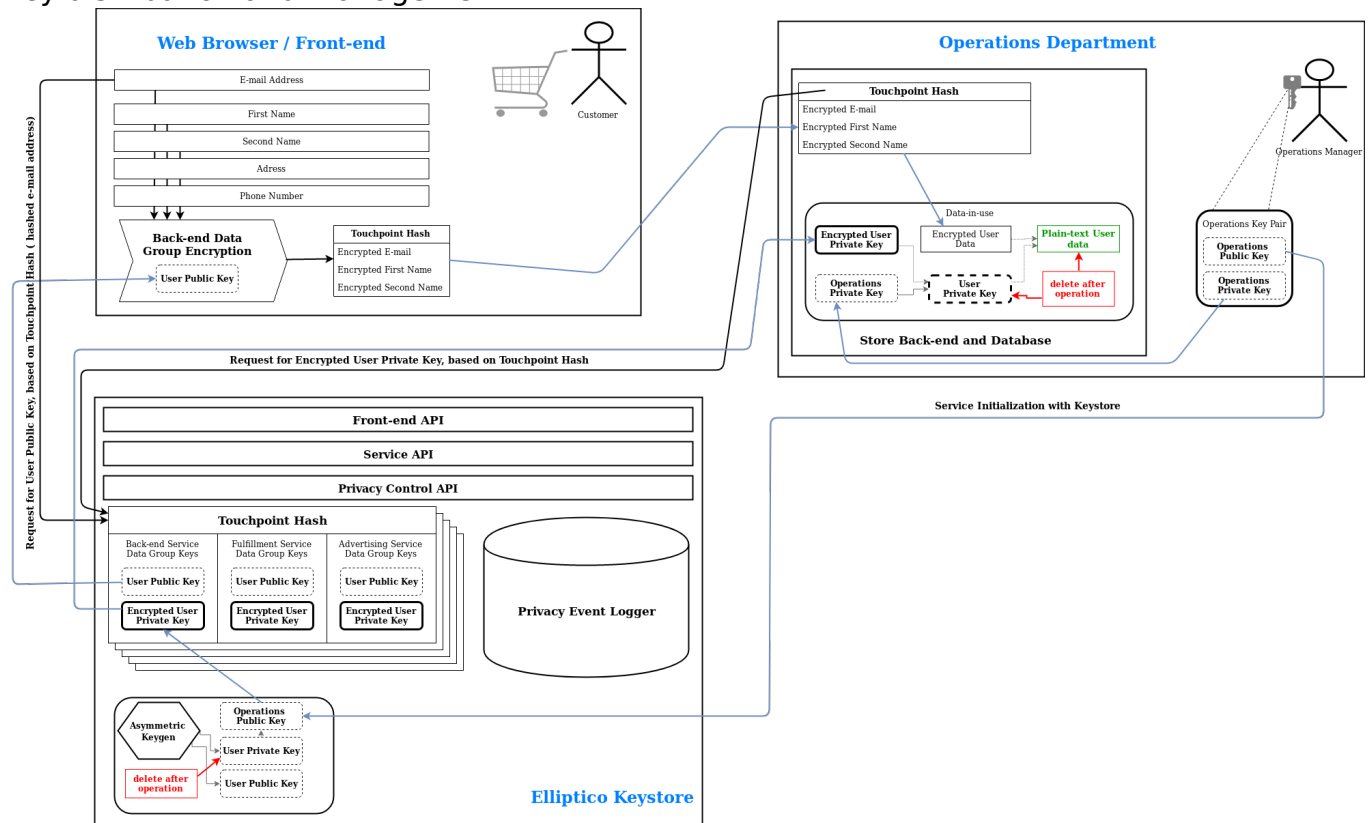 Web Browser / Front-end
E-mail Address
First Name
Second Name
Adress
Phone Number
Customer
Back-end Data
Group Encryption
User Public Key
Touchpoint Hash
Encrypted E-mail
Encrypted First Name
Encrypted Second Name
Request for User Public Key, based on Touchpoint Hash ( hashed e-mail address)
Operations Department
Touchpoint Hash
Encrypted E-mail
Encrypted First Name
Encrypted Second Name
Operations Manager
Data-in-use
Encrypted User
Private Key
Encrypted User
Data
Plain-text User
data
Operations
Private Key
User
Private Key
delete after
operation
Store Back-end and Database
Operations Key Pair
Operations
Public Key
Operations
Private Key
Request for Encrypted User Private Key, based on Touchpoint Hash
Service Initialization with Keystore
Front-end API
Service API
Privacy Control API
Touchpoint Hash
Back-end Service
Data Group Keys
User Public Key
Encrypted User
Private Key
Fulfillment Service
Data Group Keys
User Public Key
Encrypted User
Private Key
Advertising Service
Data Group Keys
User Public Key
Encrypted User
Private Key
Privacy Event Logger
Asymmetric
Keygen
Operations
Public Key
User Private Key
User Public Key
delete after
operation
Elliptico Keystore